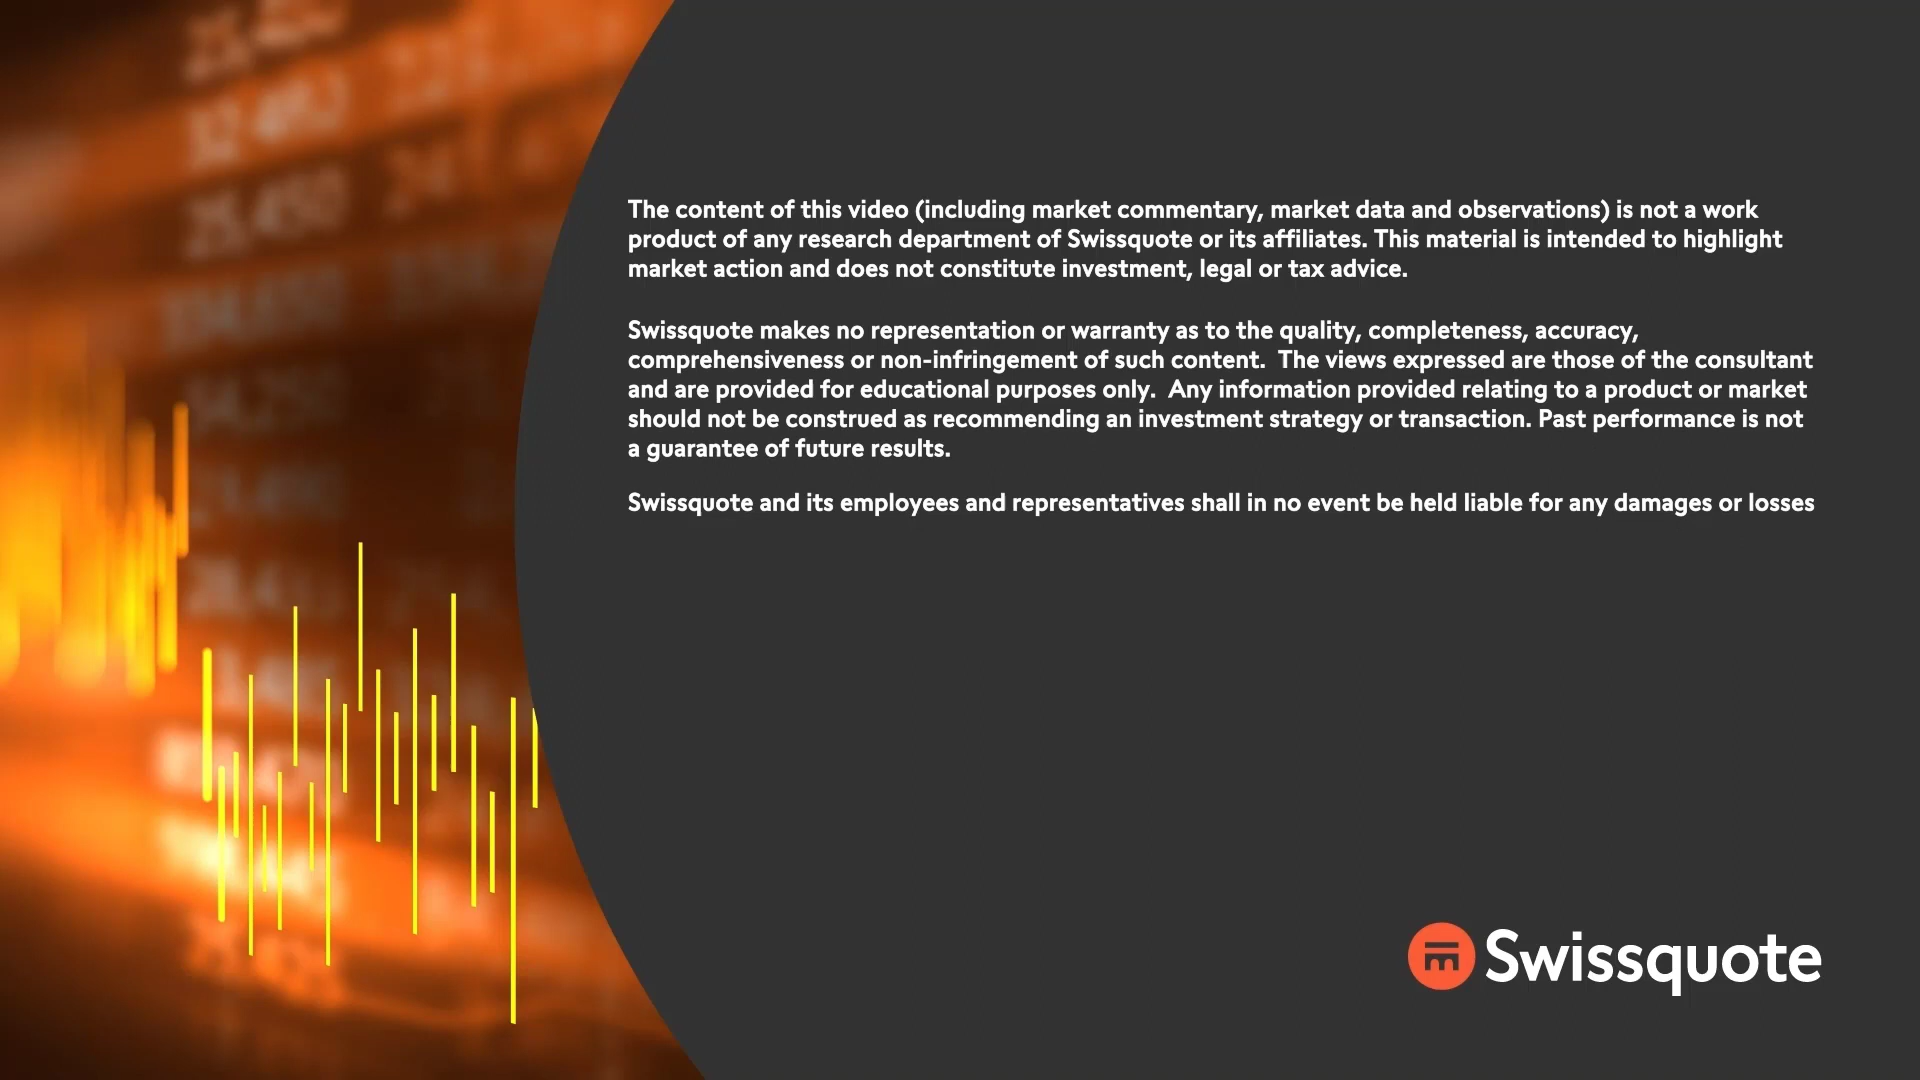 The content of this video (including market commentary, market data and observations) is not a work
product of any research department of Swissquote or its affiliates. This material is intended to highlight
market action and does not constitute investment, legal or tax advice.
Swissquote makes no representation or warranty as to the quality, completeness, accuracy,
comprehensiveness or non-infringement of such content.  The views expressed are those of the consultant
and are provided for educational purposes only.  Any information provided relating to a product or market
should not be construed as recommending an investment strategy or transaction. Past performance is not
a guarantee of future results.
Swissquote and its employees and representatives shall in no event be held liable for any damages or losses
Swissquote